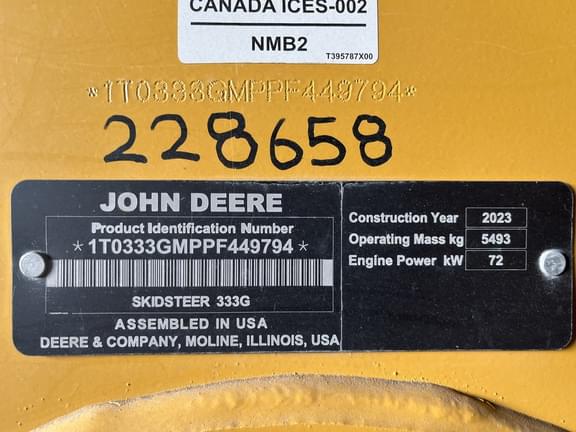 CANADA ICES-002
NMB2
T395787X00
*1T0333GMPPF449794*
228658
JOHN DEERE
Product Identification Number
*1T0333GMPPF449794*
SKIDSTEER 333G
ASSEMBLED IN USA
DEERE & COMPANY, MOLINE, ILLINOIS, USA
Construction Year 2023
Operating Mass kg 5493
Engine Power kW 72